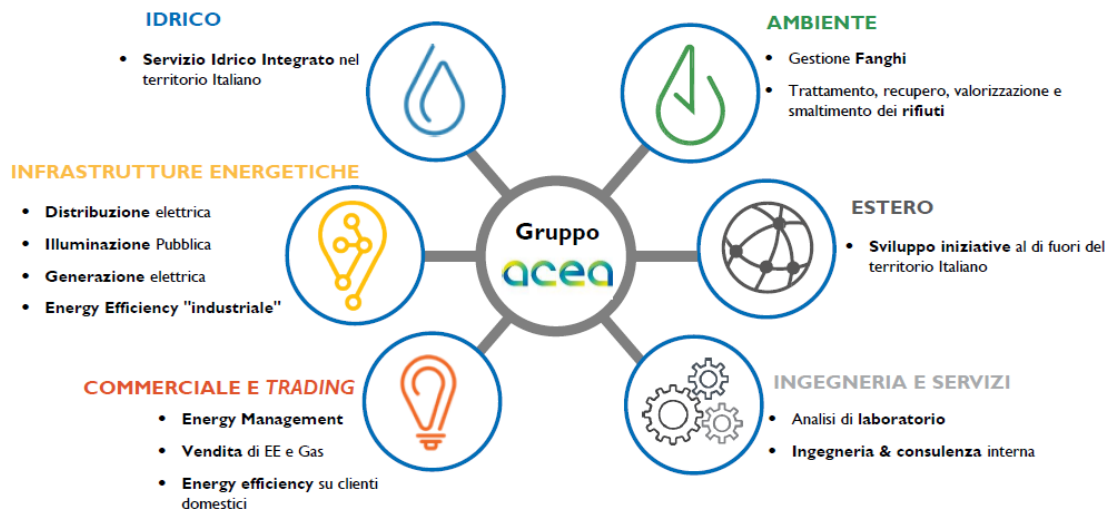 IDRICO
• Servizio Idrico Integrato nel
territorio Italiano
AMBIENTE
• Gestione Fanghi
• Trattamento, recupero, valorizzazione e
smaltimento dei rifiuti
INFRASTRUTTURE ENERGETICHE
• Distribuzione elettrica
• Illuminazione Pubblica
• Generazione elettrica
• Energy Efficiency "industriale"
Gruppo
acea
ESTERO
• Sviluppo iniziative al di fuori del
territorio Italiano
COMMERCIALE E TRADING
• Energy Management
• Vendita di EE e Gas
• Energy efficiency su clienti
domestici
INGEGNERIA E SERVIZI
• Analisi di laboratorio
• Ingegneria & consulenza interna